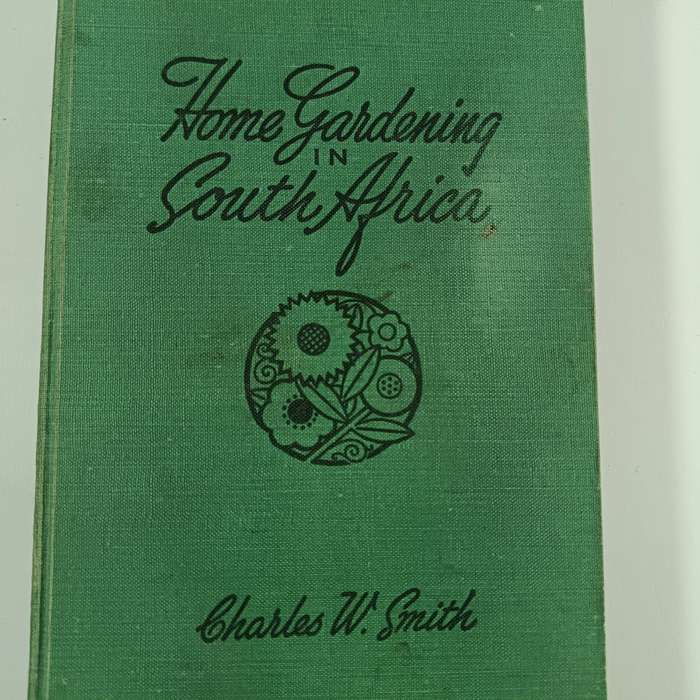 Home Gardening
IN
South Africa
Charles W. Smith